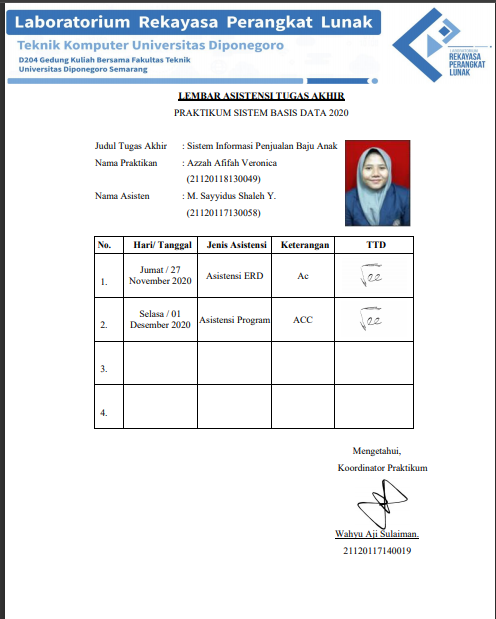 Laboratorium Rekayasa Perangkat Lunak
Teknik Komputer Universitas Diponegoro
D204 Gedung Kuliah Bersama Fakultas Teknik
Universitas Diponegoro Semarang
LABORATORIUM
REKAYASA
PERANGKAT
LUNAK
LEMBAR ASISTENSI TUGAS AKHIR
PRAKTIKUM SISTEM BASIS DATA 2020
Judul Tugas Akhir : Sistem Informasi Penjualan Baju Anak
Nama Praktikan : Azzah Afifah Veronica
(21120118130049)
Nama Asisten : M. Sayyidus Shaleh Y.
(21120117130058)
No. Hari/ Tanggal Jenis Asistensi Keterangan TTD
1. Jumat / 27 November 2020 Asistensi ERD Ac
2. Selasa / 01 Desember 2020 Asistensi Program ACC
3.
4.
Mengetahui,
Koordinator Praktikum
Wahyu Aji Sulaiman.
21120117140019